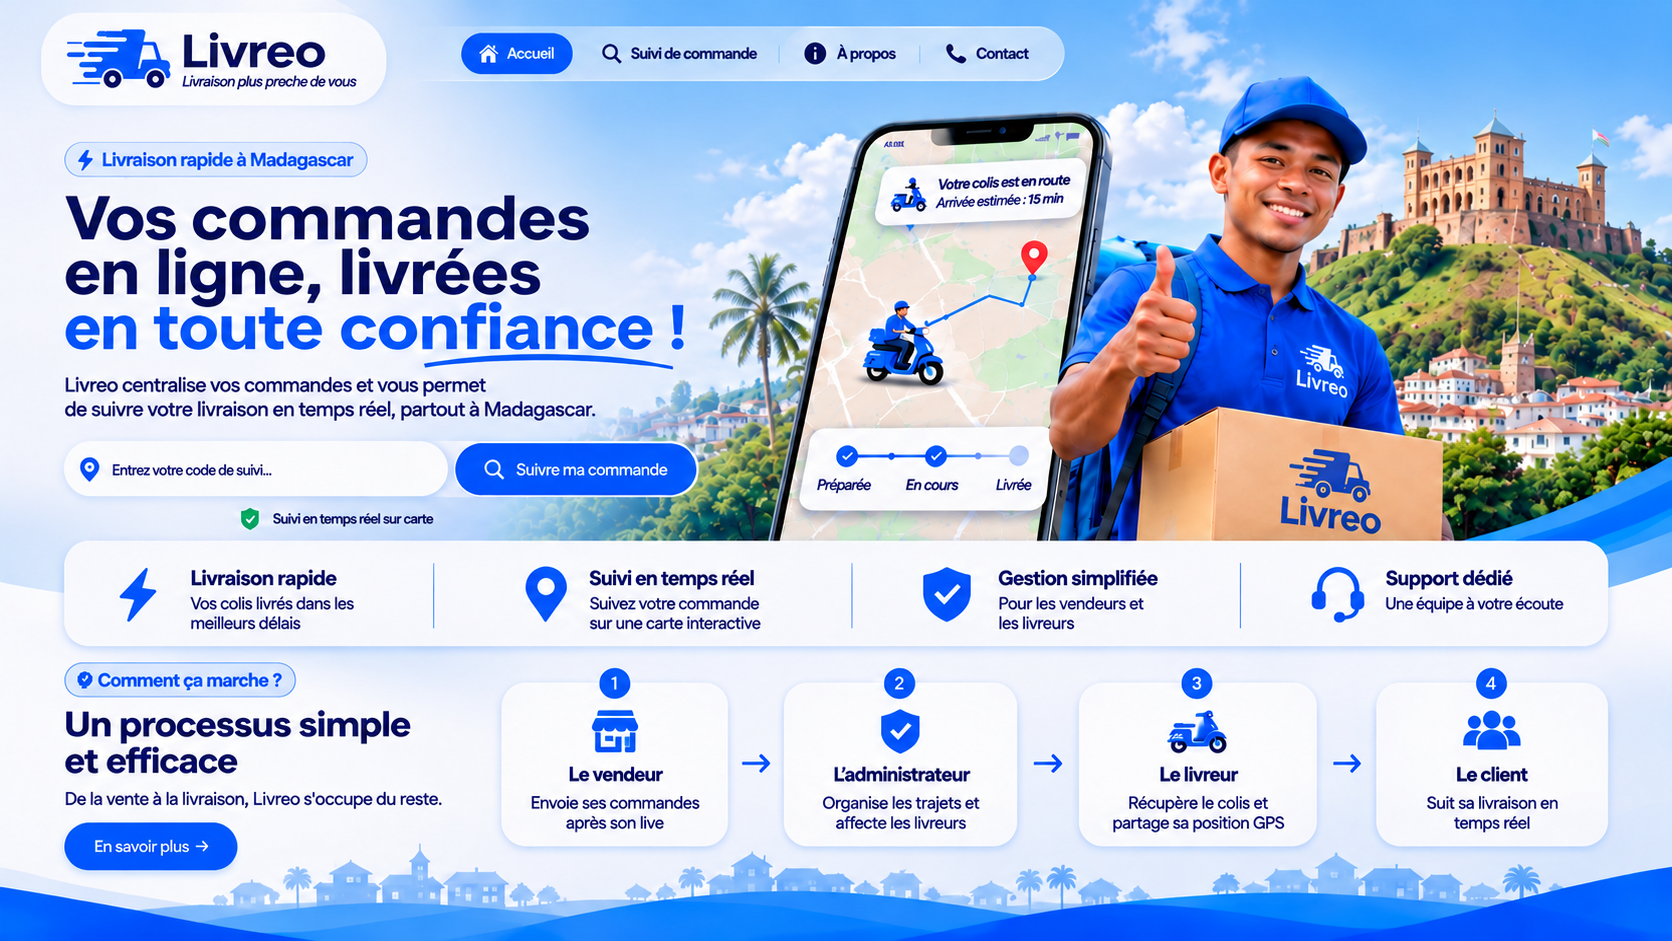 Livreo
Livraison plus preche de vous
Accueil
Suivi de commande
À propos
Contact
Livraison rapide à Madagascar
Vos commandes
en ligne, livrées
en toute confiance !
Livreo centralise vos commandes et vous permet
de suivre votre livraison en temps réel, partout à Madagascar.
Entrez votre code de suivi...
Suivre ma commande
Suivi en temps réel sur carte
Votre colis est en route
Arrivée estimée : 15 min
Préparée
En cours
Livrée
Livreo
Livreo
Livraison rapide
Vos colis livrés dans les
meilleurs délais
Suivi en temps réel
Suivez votre commande
sur une carte interactive
Gestion simplifiée
Pour les vendeurs et
les livreurs
Support dédié
Une équipe à votre écoute
Comment ça marche ?
Un processus simple
et efficace
De la vente à la livraison, Livreo s'occupe du reste.
En savoir plus →
1
Le vendeur
Envoie ses commandes
après son live
2
L'administrateur
Organise les trajets et
affecte les livreurs
3
Le livreur
Récupère le colis et
partage sa position GPS
4
Le client
Suit sa livraison en
temps réel